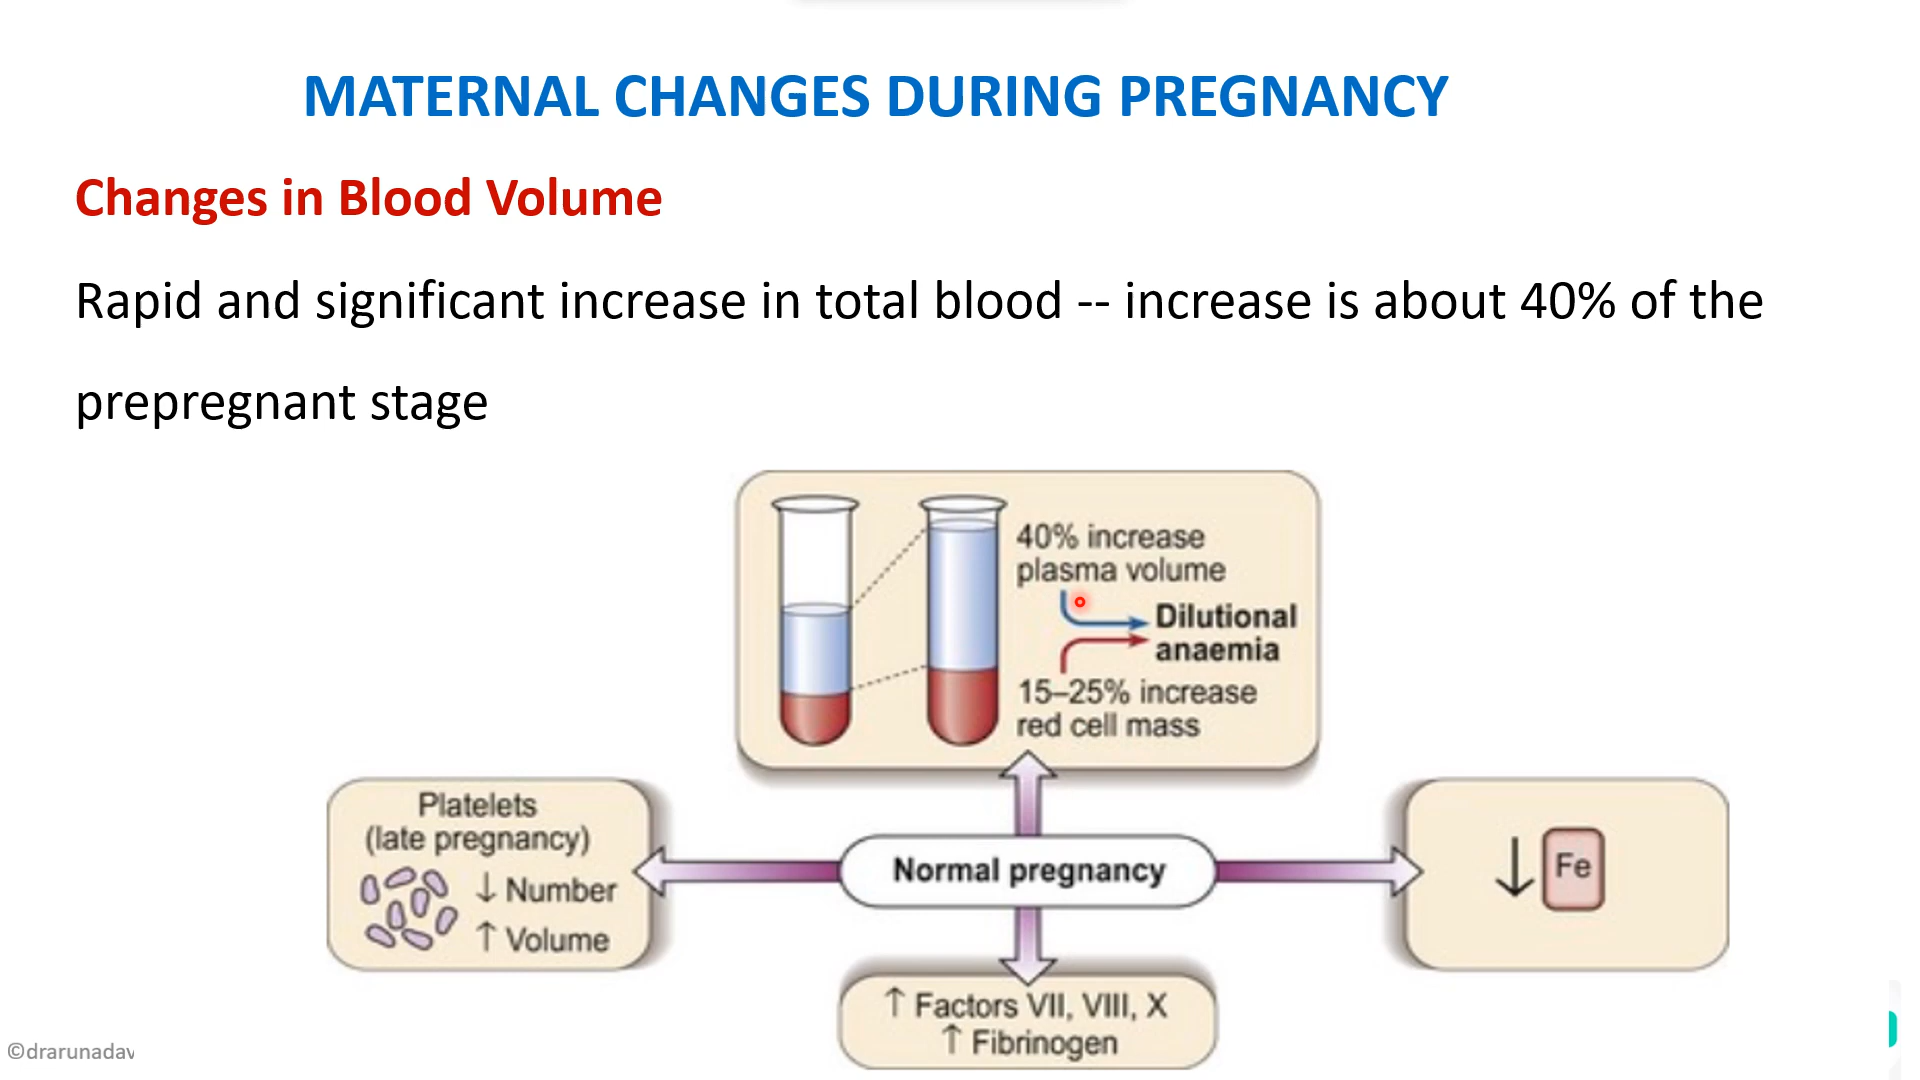 MATERNAL CHANGES DURING PREGNANCY
Changes in Blood Volume
Rapid and significant increase in total blood -- increase is about 40% of the
prepregnant stage
40% increase
plasma volume
Dilutional
anaemia
15–25% increase
red cell mass
Platelets
(late pregnancy)
↓ Number
↑ Volume
Normal pregnancy
↓ Fe
↑ Factors VII, VIII, X
↑ Fibrinogen
©drarunadav